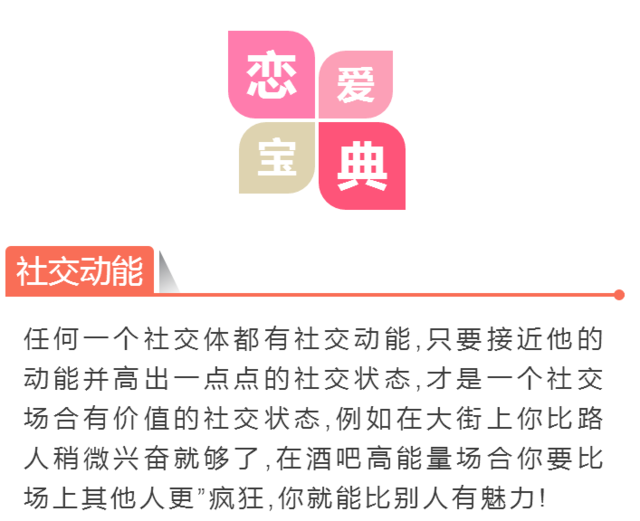 恋爱
宝典
社交动能
任何一个社交体都有社交动能,只要接近他的
动能并高出一点点的社交状态,才是一个社交
场合有价值的社交状态,例如在大街上你比路
人稍微兴奋就够了,在酒吧高能量场合你要比
场上其他人更”疯狂,你就能比别人有魅力!